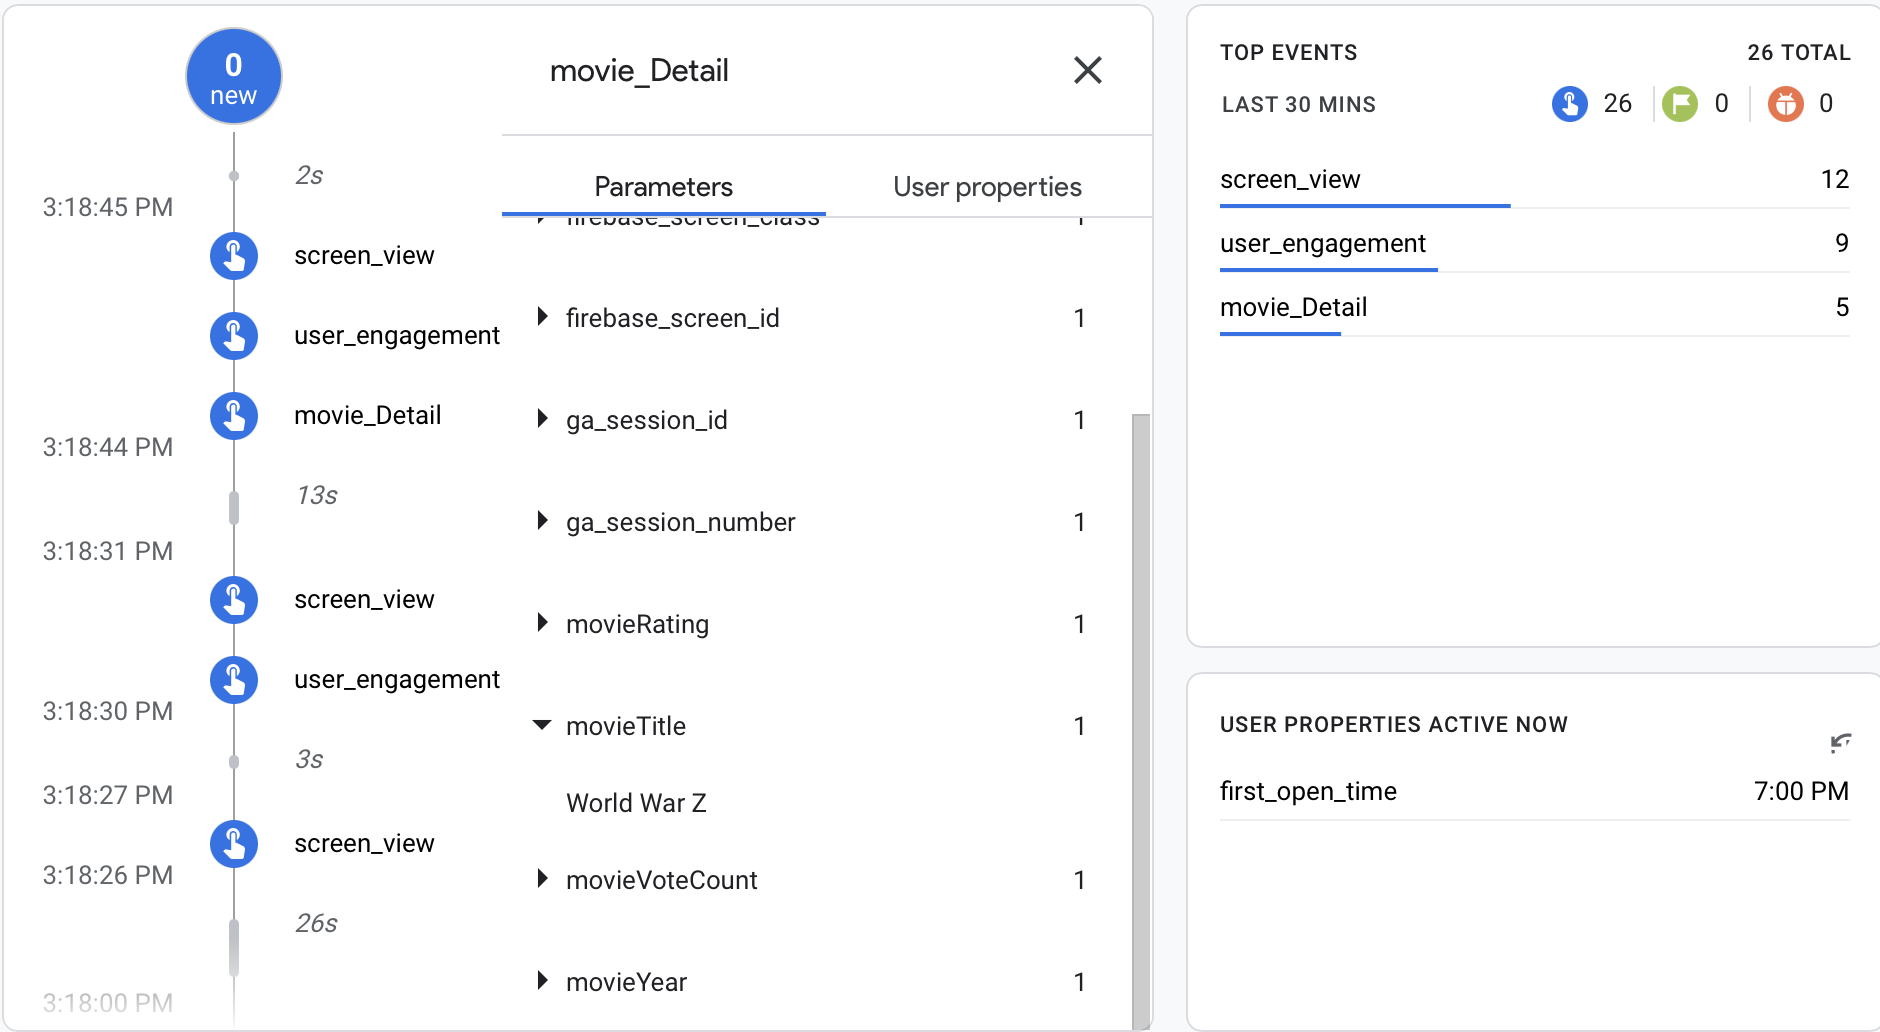 0
new
2s
3:18:45 PM
screen_view
user_engagement
movie_Detail
3:18:44 PM
13s
3:18:31 PM
screen_view
user_engagement
3:18:30 PM
3s
3:18:27 PM
screen_view
3:18:26 PM
26s
3:18:00 PM
movie_Detail
Parameters User properties
firebase_screen_class 1
firebase_screen_id 1
ga_session_id 1
ga_session_number 1
movieRating 1
movieTitle 1
World War Z
movieVoteCount 1
movieYear 1
TOP EVENTS 26 TOTAL
LAST 30 MINS 26 0 0
screen_view 12
user_engagement 9
movie_Detail 5
USER PROPERTIES ACTIVE NOW
first_open_time 7:00 PM